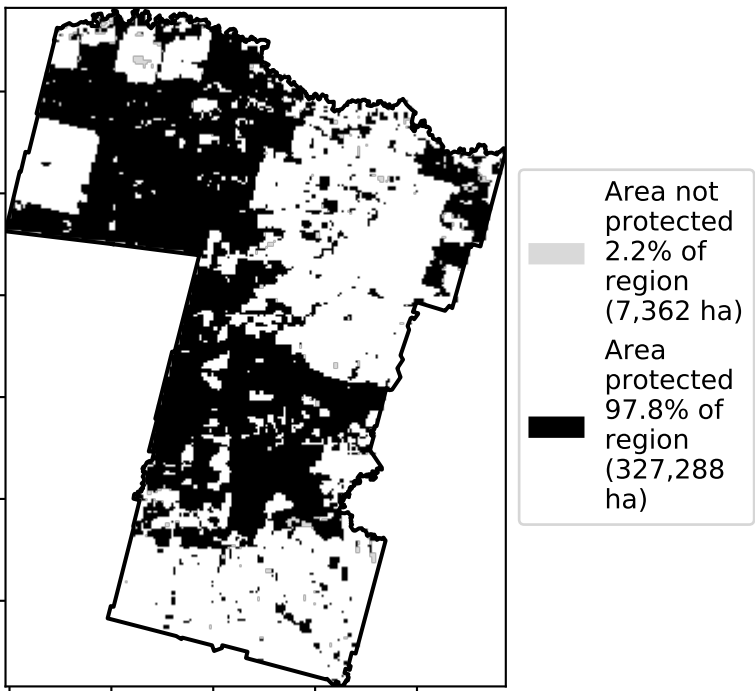 Area not
protected
2.2% of
region
(7,362 ha)
Area
protected
97.8% of
region
(327,288
ha)